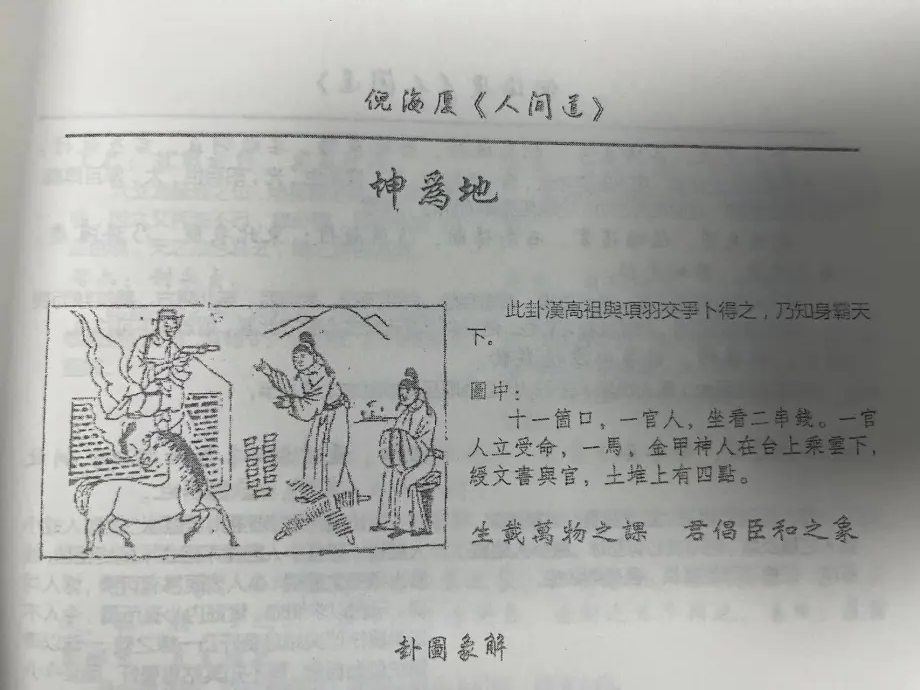 倪海厦《人间道》
坤為地
此卦漢高祖與項羽交爭卜得之，乃知身霸天
下。
圖中：
十一箇口，一官人，坐看二串錢。一官
人立受命，一馬，金甲神人在台上乘雲下，
綬文書與官，土堆上有四點。
生載萬物之課　君倡臣和之象
卦圖象解